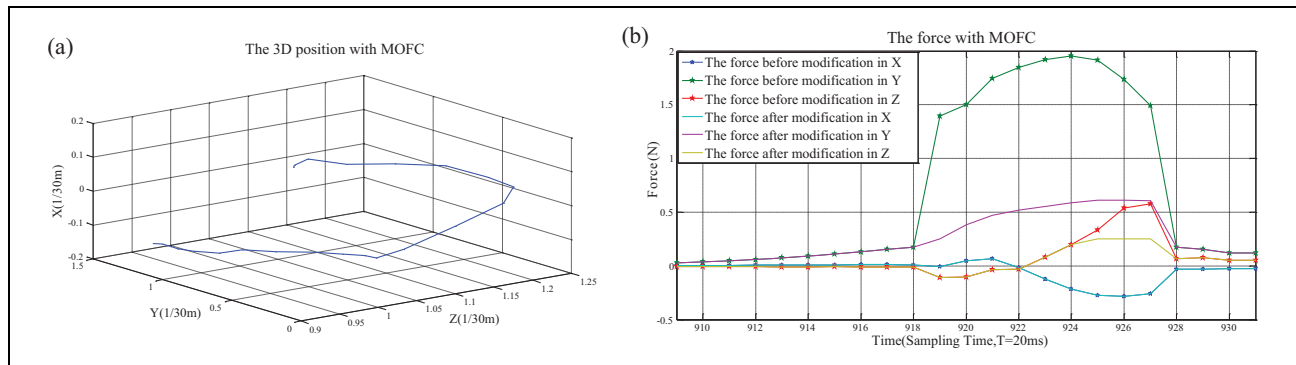 (a)
The 3D position with MOFC
0.2
0.1
0
-0.1
-0.2
X(1/30m)
1.5
1
0.5
0
Y(1/30m)
0.9
0.95
1
1.05
1.1
1.15
1.2
1.25
Z(1/30m)
(b)
The force with MOFC
The force before modification in X
The force before modification in Y
The force before modification in Z
The force after modification in X
The force after modification in Y
The force after modification in Z
2
1.5
1
0.5
0
-0.5
Force(N)
910 912 914 916 918 920 922 924 926 928 930
Time(Sampling Time,T=20ms)